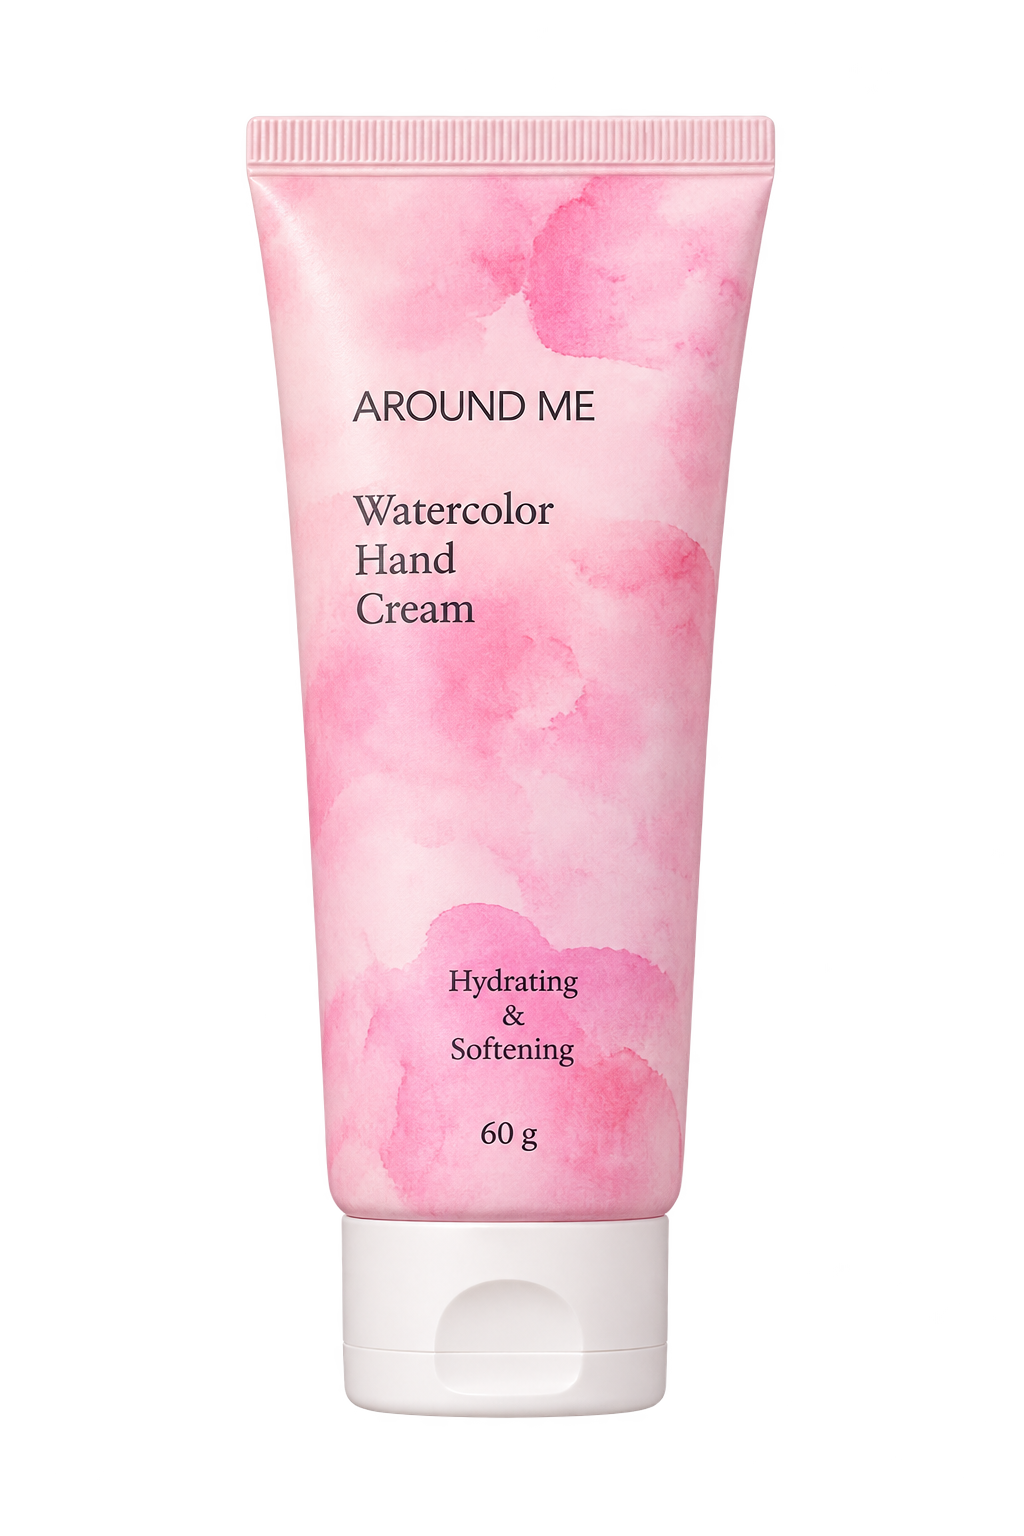 AROUND ME
Watercolor
Hand
Cream
Hydrating
&
Softening
60 g